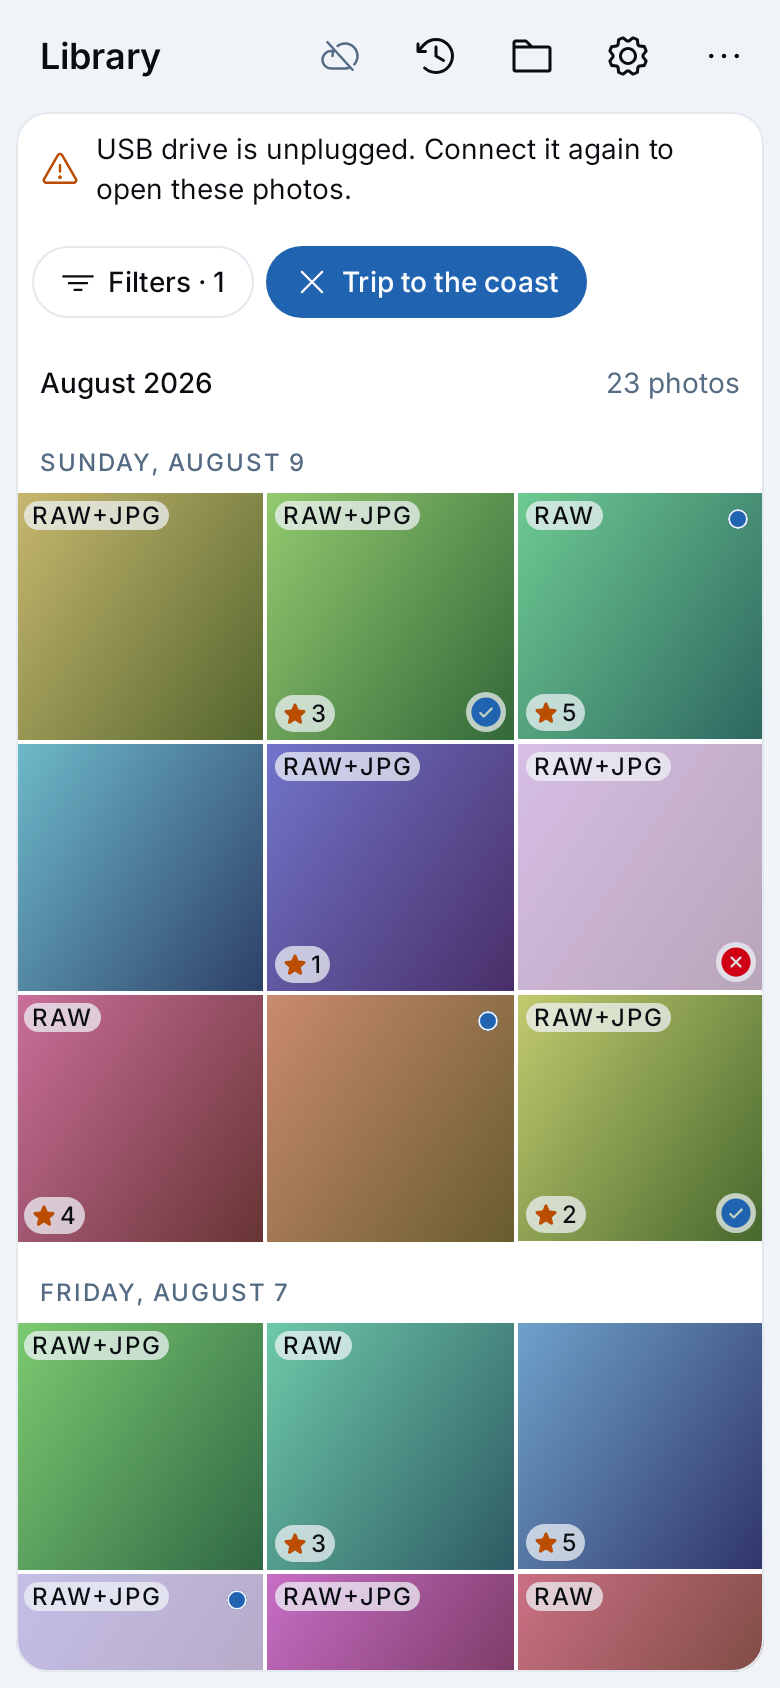 Library
USB drive is unplugged. Connect it again to
open these photos.
Filters · 1
Trip to the coast
August 2026
23 photos
SUNDAY, AUGUST 9
RAW+JPG
RAW+JPG
3
RAW
5
RAW+JPG
1
RAW+JPG
RAW
4
RAW+JPG
2
FRIDAY, AUGUST 7
RAW+JPG
RAW
3
5
RAW+JPG
RAW+JPG
RAW